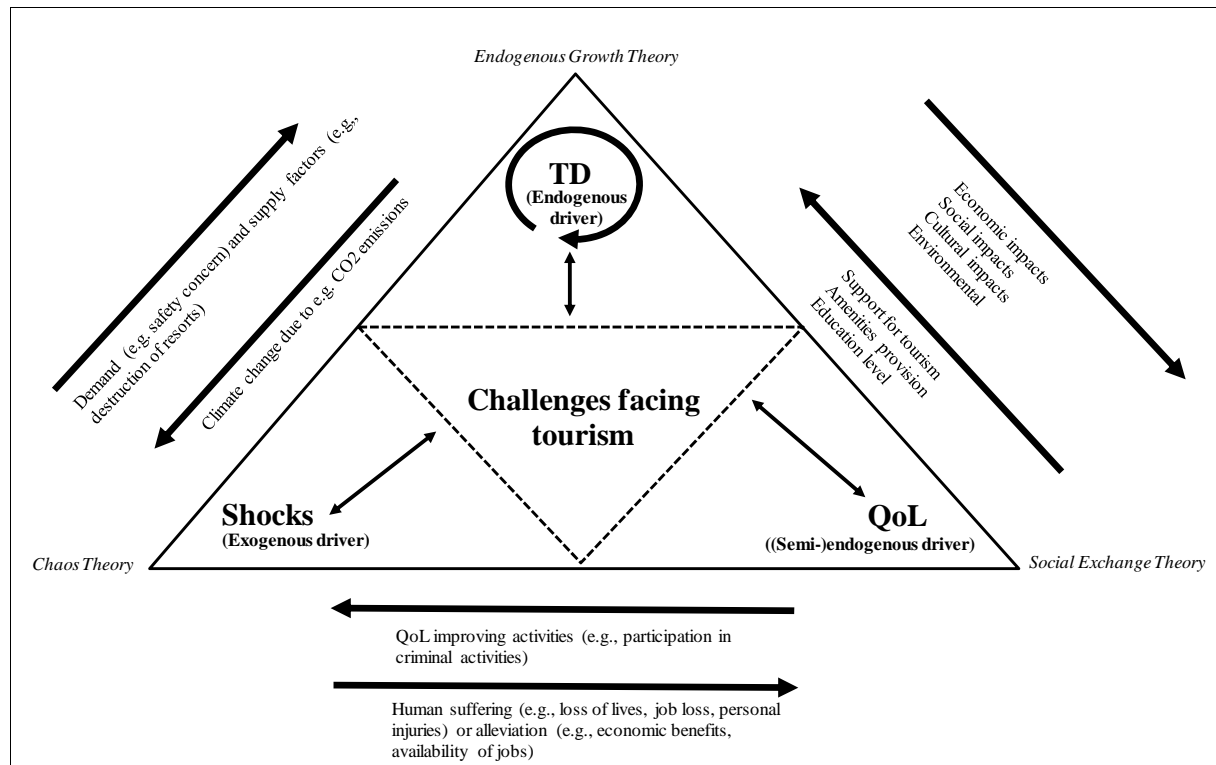 Endogenous Growth Theory
TD
(Endogenous
driver)
Demand (e.g. safety concern) and supply factors (e.g.,
destruction of resorts)
Climate change due to e.g. CO2 emissions
Economic impacts
Social impacts
Cultural impacts
Environmental
Support for tourism
Amenities provision
Education level
Challenges facing
tourism
Shocks
(Exogenous driver)
QoL
((Semi-)endogenous driver)
Chaos Theory
Social Exchange Theory
QoL improving activities (e.g., participation in
criminal activities)
Human suffering (e.g., loss of lives, job loss, personal
injuries) or alleviation (e.g., economic benefits,
availability of jobs)